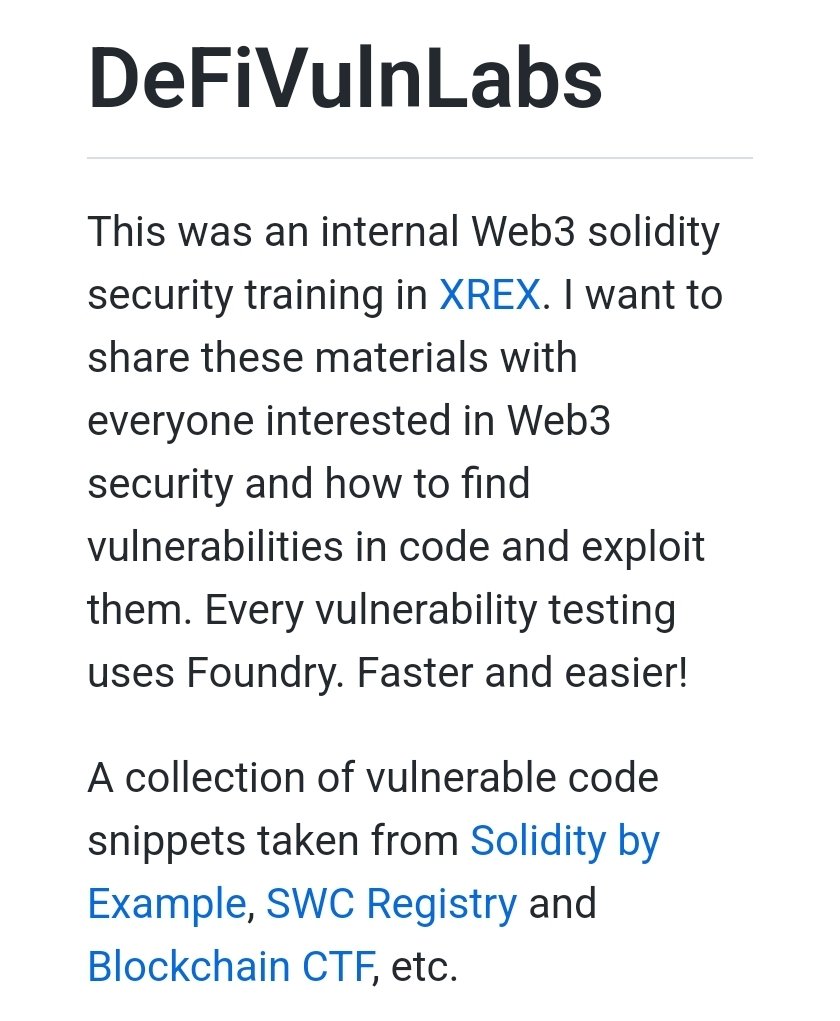 DeFiVulnLabs
This was an internal Web3 solidity
security training in XREX. I want to
share these materials with
everyone interested in Web3
security and how to find
vulnerabilities in code and exploit
them. Every vulnerability testing
uses Foundry. Faster and easier!
A collection of vulnerable code
snippets taken from Solidity by
Example, SWC Registry and
Blockchain CTF, etc.